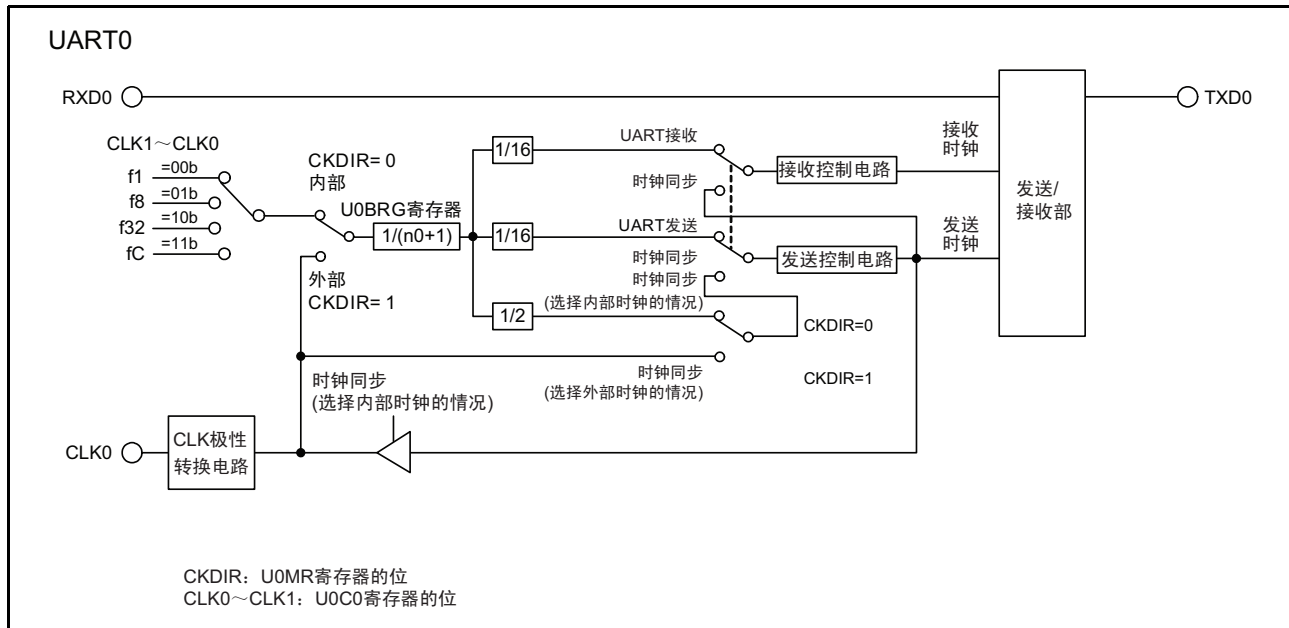 UART0
RXD0
TXD0
CLK1～CLK0
f1
=00b
f8
=01b
f32
=10b
fC
=11b
CKDIR= 0
内部
U0BRG寄存器
1/(n0+1)
外部
CKDIR= 1
1/16
UART接收
接收控制电路
接收
时钟
时钟同步
1/16
UART发送
发送控制电路
发送
时钟
发送/
接收部
时钟同步
时钟同步
(选择内部时钟的情况)
1/2
CKDIR=0
时钟同步
(选择外部时钟的情况)
CKDIR=1
时钟同步
(选择内部时钟的情况)
CLK0
CLK极性
转换电路
CKDIR：U0MR寄存器的位
CLK0～CLK1：U0C0寄存器的位